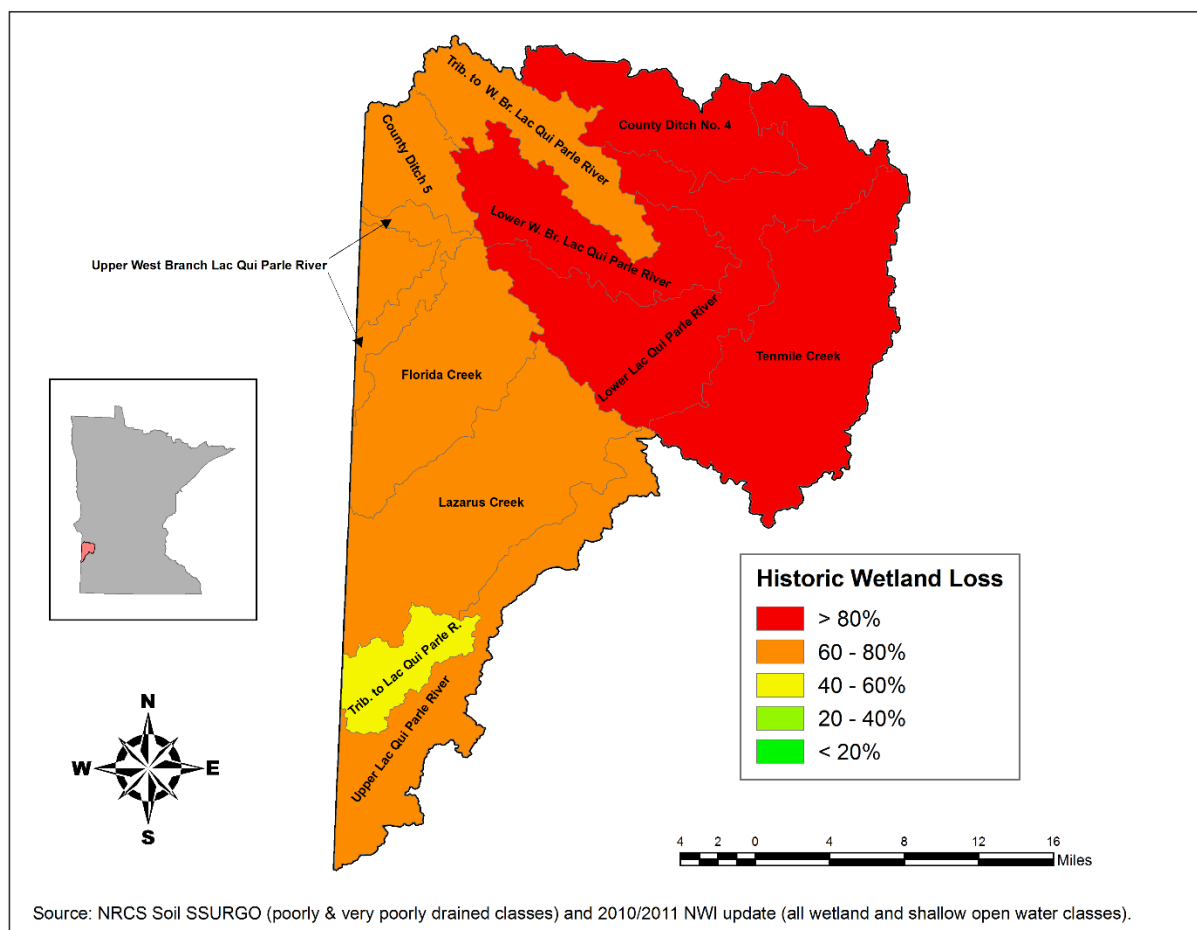 Trib. to W. Br. Lac Qui Parle River
County Ditch No. 4
County Ditch 5
Lower W. Br. Lac Qui Parle River
Upper West Branch Lac Qui Parle River
Lower Lac Qui Parle River
Tenmile Creek
Florida Creek
Lazarus Creek
Trib. to Lac Qui Parle R.
Upper Lac Qui Parle River
Historic Wetland Loss
> 80%
60 - 80%
40 - 60%
20 - 40%
< 20%
N
W E
S
4 2 0 4 8 12 16
Miles
Source: NRCS Soil SSURGO (poorly & very poorly drained classes) and 2010/2011 NWI update (all wetland and shallow open water classes).